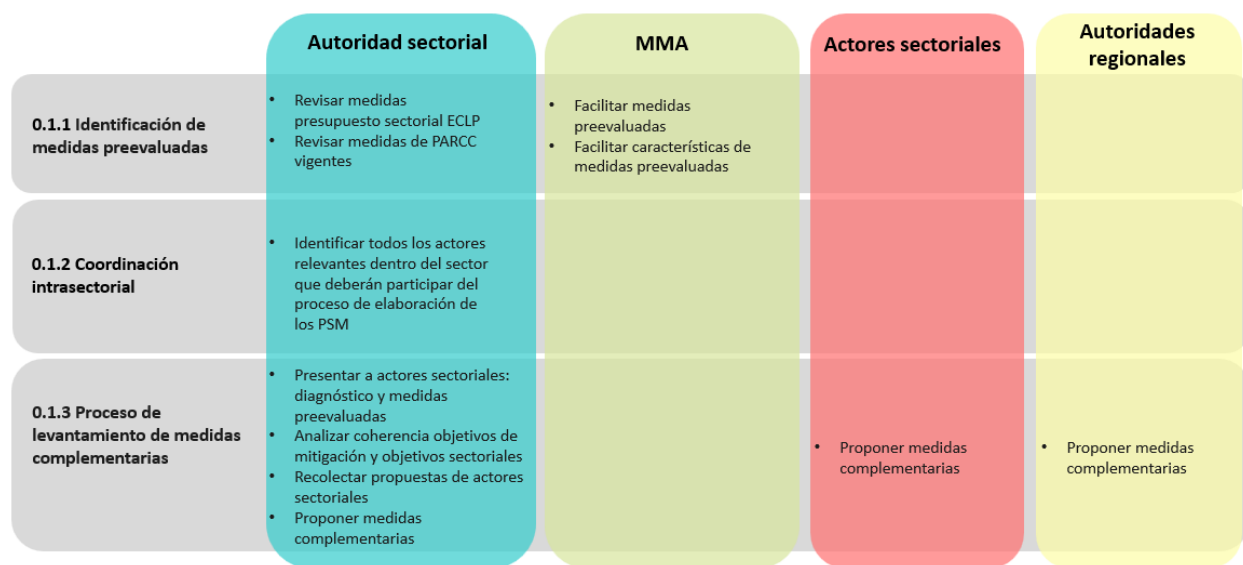 Autoridad sectorial
MMA
Actores sectoriales
Autoridades
regionales
0.1.1 Identificación de
medidas preevaluadas
• Revisar medidas
presupuesto sectorial ECLP
• Revisar medidas de PARCC
vigentes
• Facilitar medidas
preevaluadas
• Facilitar características de
medidas preevaluadas
0.1.2 Coordinación
intrasectorial
• Identificar todos los actores
relevantes dentro del sector
que deberán participar del
proceso de elaboración de
los PSM
0.1.3 Proceso de
levantamiento de medidas
complementarias
• Presentar a actores sectoriales:
diagnóstico y medidas
preevaluadas
• Analizar coherencia objetivos de
mitigación y objetivos sectoriales
• Recolectar propuestas de actores
sectoriales
• Proponer medidas
complementarias
• Proponer medidas
complementarias
• Proponer medidas
complementarias